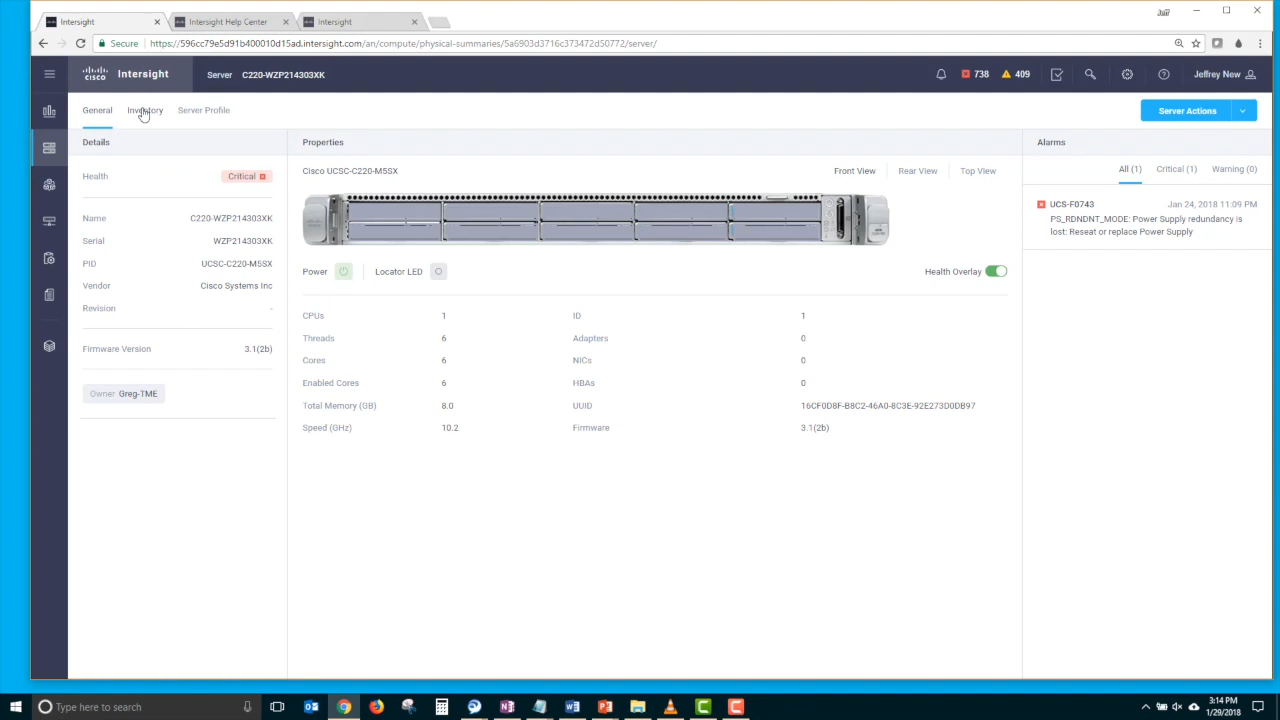 Jeff
Intersight
Intersight Help Center
Intersight
Secure
https://596cc79e5d91b400010d15ad.intersight.com/an/compute/physical-summaries/5a6903d3716c373472d50772/server/
CISCO
Intersight
Server C220-WZP214303XK
738
409
Jeffrey New
General
Inventory
Server Profile
Server Actions
Details
Properties
Alarms
Health Critical
Cisco UCSC-C220-M5SX
Front View
Rear View
Top View
All (1)
Critical (1)
Warning (0)
Name C220-WZP214303XK
Serial WZP214303XK
PID UCSC-C220-M5SX
Vendor Cisco Systems Inc
Revision -
Firmware Version 3.1(2b)
Owner Greg-TME
Power
Locator LED
Health Overlay
CPUs 1
Threads 6
Cores 6
Enabled Cores 6
Total Memory (GB) 8.0
Speed (GHz) 10.2
ID 1
Adapters 0
NICs 0
HBAs 0
UUID 16CF0D8F-B8C2-46A0-8C3E-92E273D0DB97
Firmware 3.1(2b)
UCS-F0743 Jan 24, 2018 11:09 PM
PS_RDNDNT_MODE: Power Supply redundancy is
lost: Reseat or replace Power Supply
Type here to search
3:14 PM
1/29/2018